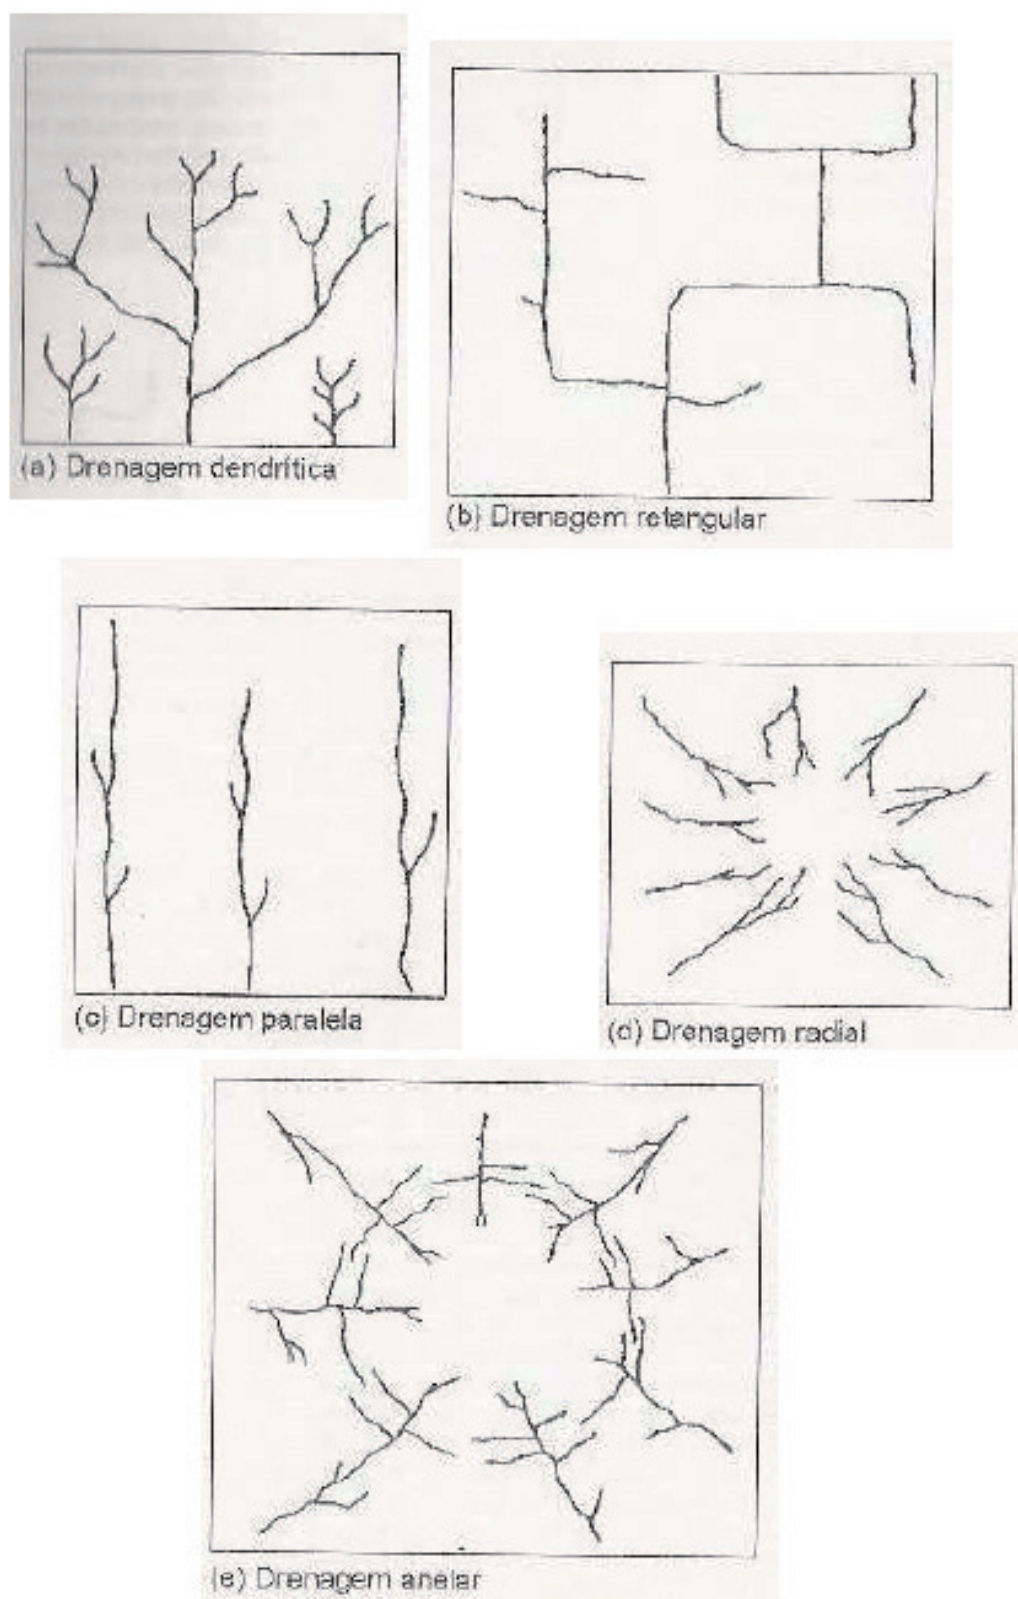 (a) Drenagem dendrítica
(b) Drenagem retangular
(c) Drenagem paralela
(d) Drenagem radial
(e) Drenagem anelar